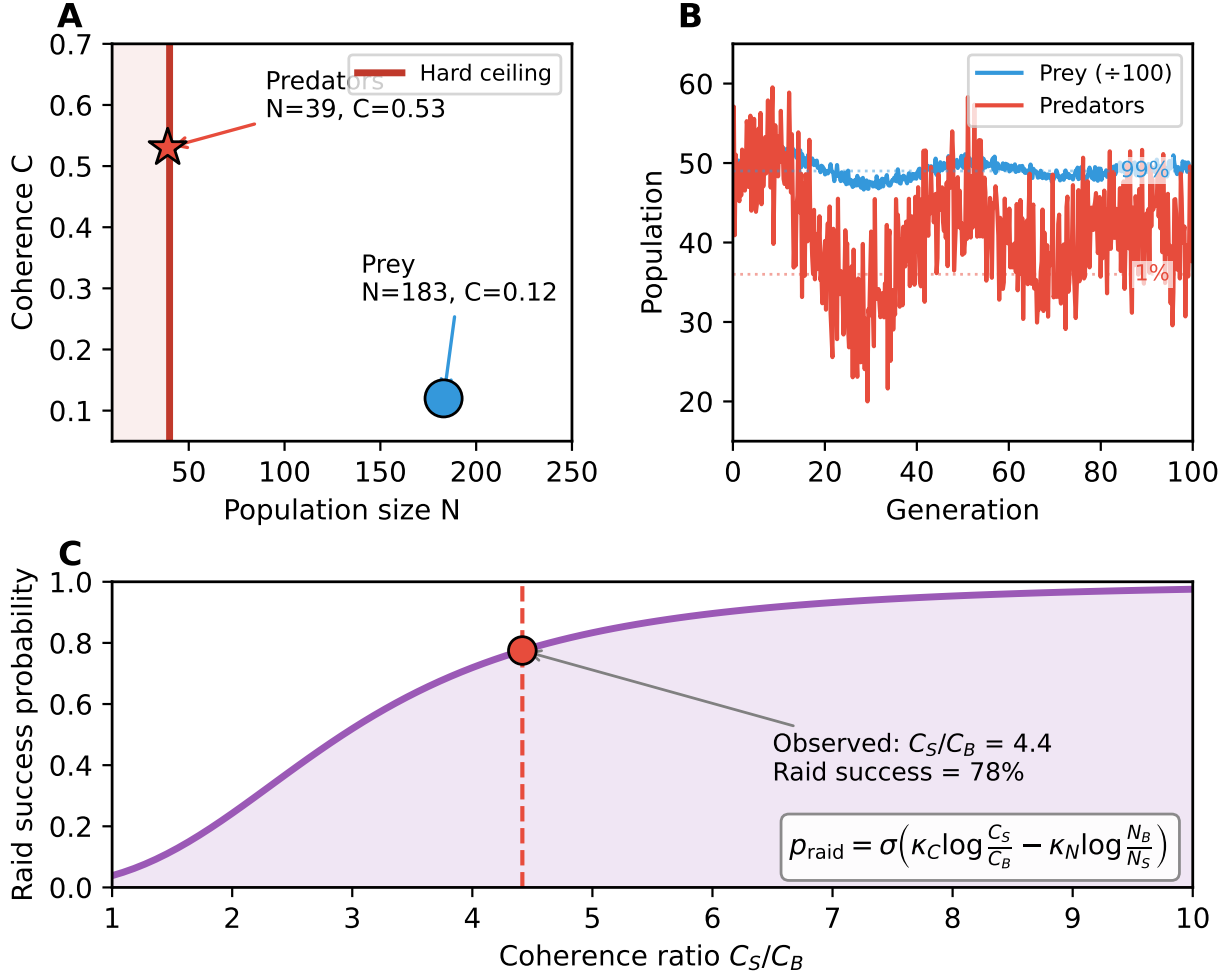 A
Coherence C
0.7
0.6
0.5
0.4
0.3
0.2
0.1
Hard ceiling
Predators
N=39, C=0.53
Prey
N=183, C=0.12
50
100
150
200
250
Population size N
B
Population
60
50
40
30
20
Prey (÷100)
Predators
99%
1%
0
20
40
60
80
100
Generation
C
Raid success probability
1.0
0.8
0.6
0.4
0.2
0.0
Observed: C_S/C_B = 4.4
Raid success = 78%
p_raid = σ(κ_C log C_S/C_B − κ_N log N_B/N_S)
1
2
3
4
5
6
7
8
9
10
Coherence ratio C_S/C_B